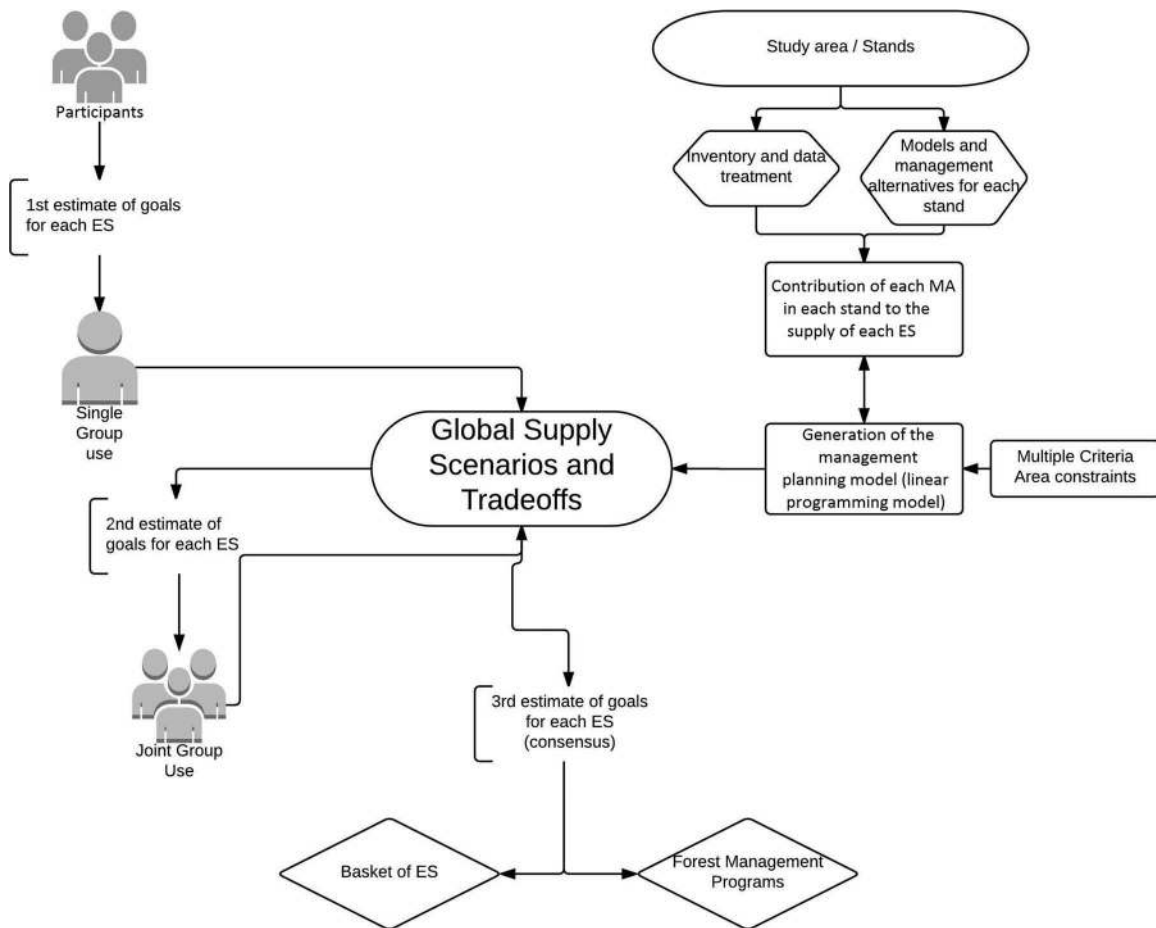 Participants
1st estimate of goals
for each ES
Single
Group
use
2nd estimate of
goals for each ES
Joint Group
Use
Study area / Stands
Inventory and data
treatment
Models and
management
alternatives for each
stand
Contribution of each MA
in each stand to the
supply of each ES
Generation of the
management
planning model (linear
programming model)
Multiple Criteria
Area constraints
Global Supply
Scenarios and
Tradeoffs
3rd estimate of goals
for each ES
(consensus)
Basket of ES
Forest Management
Programs